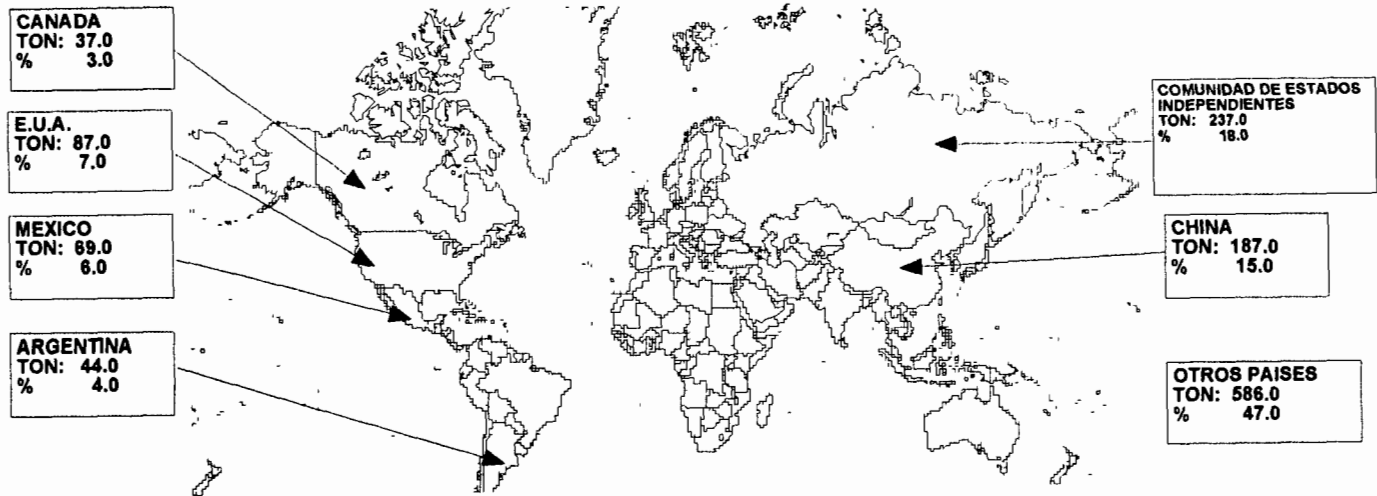 CANADA
TON: 37.0
% 3.0
E.U.A.
TON: 87.0
% 7.0
MEXICO
TON: 69.0
% 6.0
ARGENTINA
TON: 44.0
% 4.0
COMUNIDAD DE ESTADOS
INDEPENDIENTES
TON: 237.0
% 18.0
CHINA
TON: 187.0
% 15.0
OTROS PAISES
TON: 586.0
% 47.0